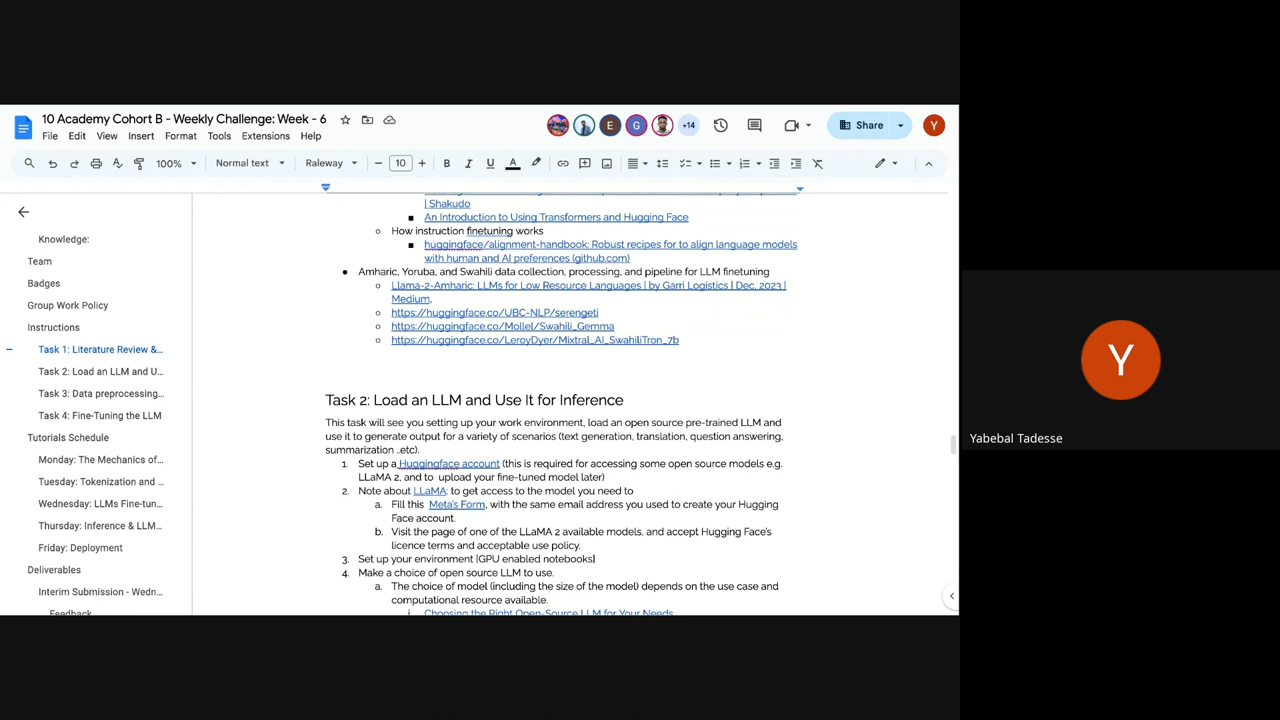 10 Academy Cohort B - Weekly Challenge: Week - 6
File Edit View Insert Format Tools Extensions Help
E G +14 Share Y
100% Normal text Raleway 10 B I U A
Knowledge:
Team
Badges
Group Work Policy
Instructions
Task 1: Literature Review &...
Task 2: Load an LLM and U...
Task 3: Data preprocessing...
Task 4: Fine-Tuning the LLM
Tutorials Schedule
Monday: The Mechanics of...
Tuesday: Tokenization and ...
Wednesday: LLMs Fine-tun...
Thursday: Inference & LLM...
Friday: Deployment
Deliverables
Interim Submission - Wedn...
Feedback
| Shakudo
An Introduction to Using Transformers and Hugging Face
How instruction finetuning works
huggingface/alignment-handbook: Robust recipes for to align language models
with human and AI preferences (github.com)
Amharic, Yoruba, and Swahili data collection, processing, and pipeline for LLM finetuning
Llama-2-Amharic: LLMs for Low Resource Languages | by Garri Logistics | Dec, 2023 |
Medium,
https://huggingface.co/UBC-NLP/serengeti
https://huggingface.co/Mollel/Swahili_Gemma
https://huggingface.co/LeroyDyer/Mixtral_AI_SwahiliTron_7b
Task 2: Load an LLM and Use It for Inference
This task will see you setting up your work environment, load an open source pre-trained LLM and
use it to generate output for a variety of scenarios (text generation, translation, question answering,
summarization ..etc).
1. Set up a Huggingface account (this is required for accessing some open source models e.g.
LLaMA 2, and to upload your fine-tuned model later)
2. Note about LLaMA: to get access to the model you need to
a. Fill this Meta's Form, with the same email address you used to create your Hugging
Face account.
b. Visit the page of one of the LLaMA 2 available models, and accept Hugging Face's
licence terms and acceptable use policy.
3. Set up your environment [GPU enabled notebooks]
4. Make a choice of open source LLM to use.
a. The choice of model (including the size of the model) depends on the use case and
computational resource available.
i. Choosing the Right Open-Source LLM for Your Needs
Y
Yabebal Tadesse